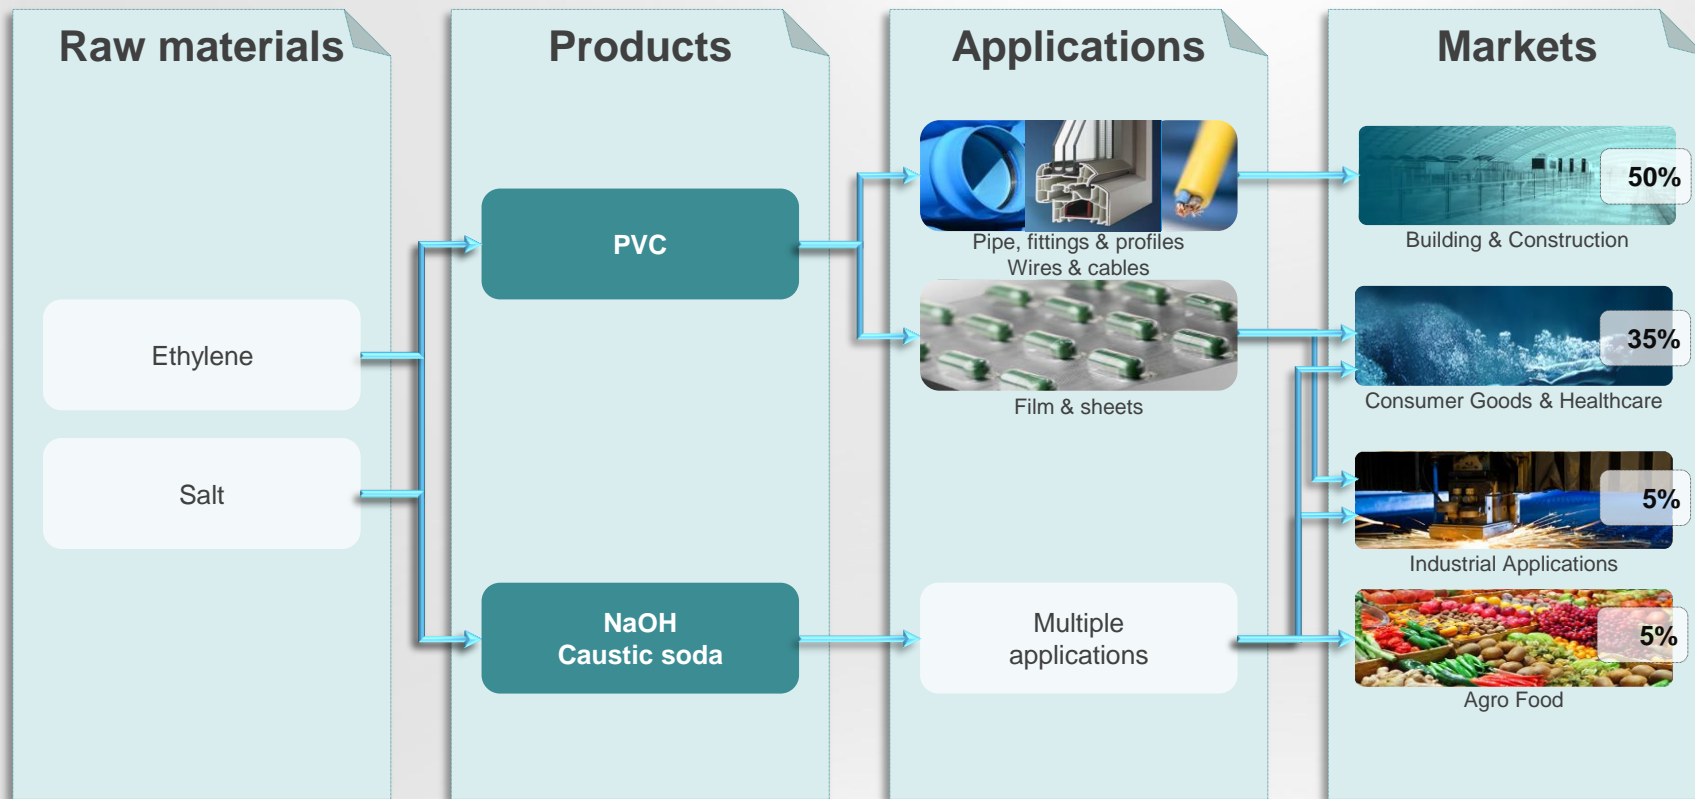 Raw materials
Products
Applications
Markets
Ethylene
Salt
PVC
NaOH
Caustic soda
Pipe, fittings & profiles
Wires & cables
Film & sheets
Multiple
applications
50%
Building & Construction
35%
Consumer Goods & Healthcare
5%
Industrial Applications
5%
Agro Food